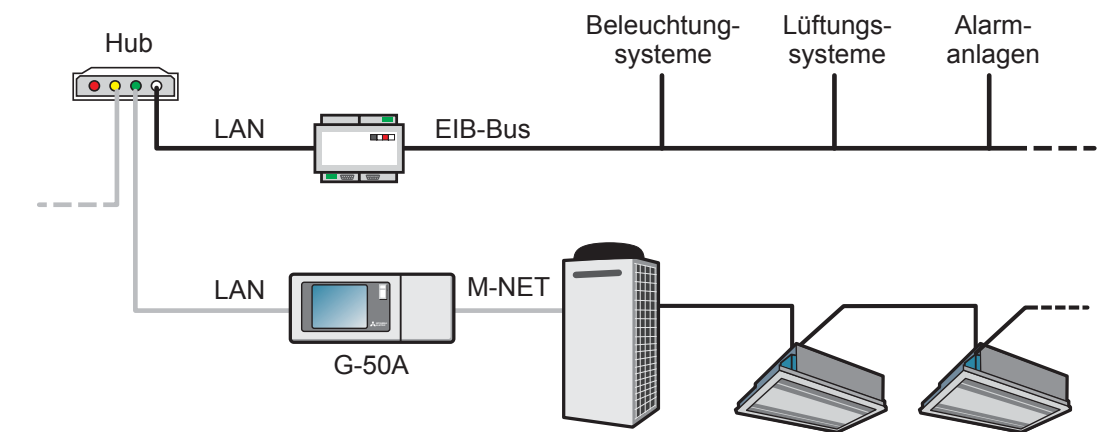 Hub
Beleuchtung-
systeme
Lüftungs-
systeme
Alarm-
anlagen
LAN
EIB-Bus
LAN
M-NET
G-50A